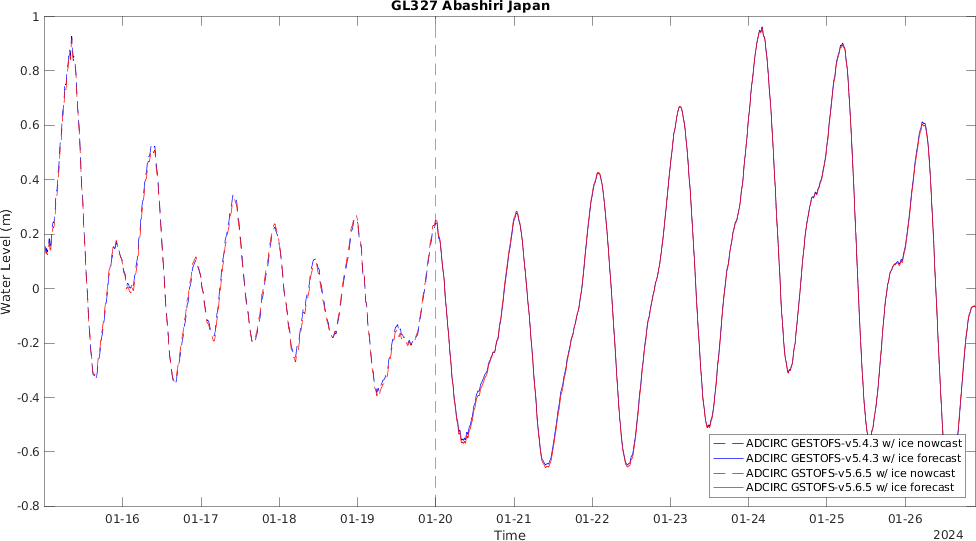 GL327 Abashiri Japan
1
0.8
0.6
0.4
0.2
0
-0.2
-0.4
-0.6
-0.8
Water Level (m)
ADCIRC GESTOFS-v5.4.3 w/ ice nowcast
ADCIRC GESTOFS-v5.4.3 w/ ice forecast
ADCIRC GSTOFS-v5.6.5 w/ ice nowcast
ADCIRC GSTOFS-v5.6.5 w/ ice forecast
01-16 01-17 01-18 01-19 01-20 01-21 01-22 01-23 01-24 01-25 01-26
Time
2024